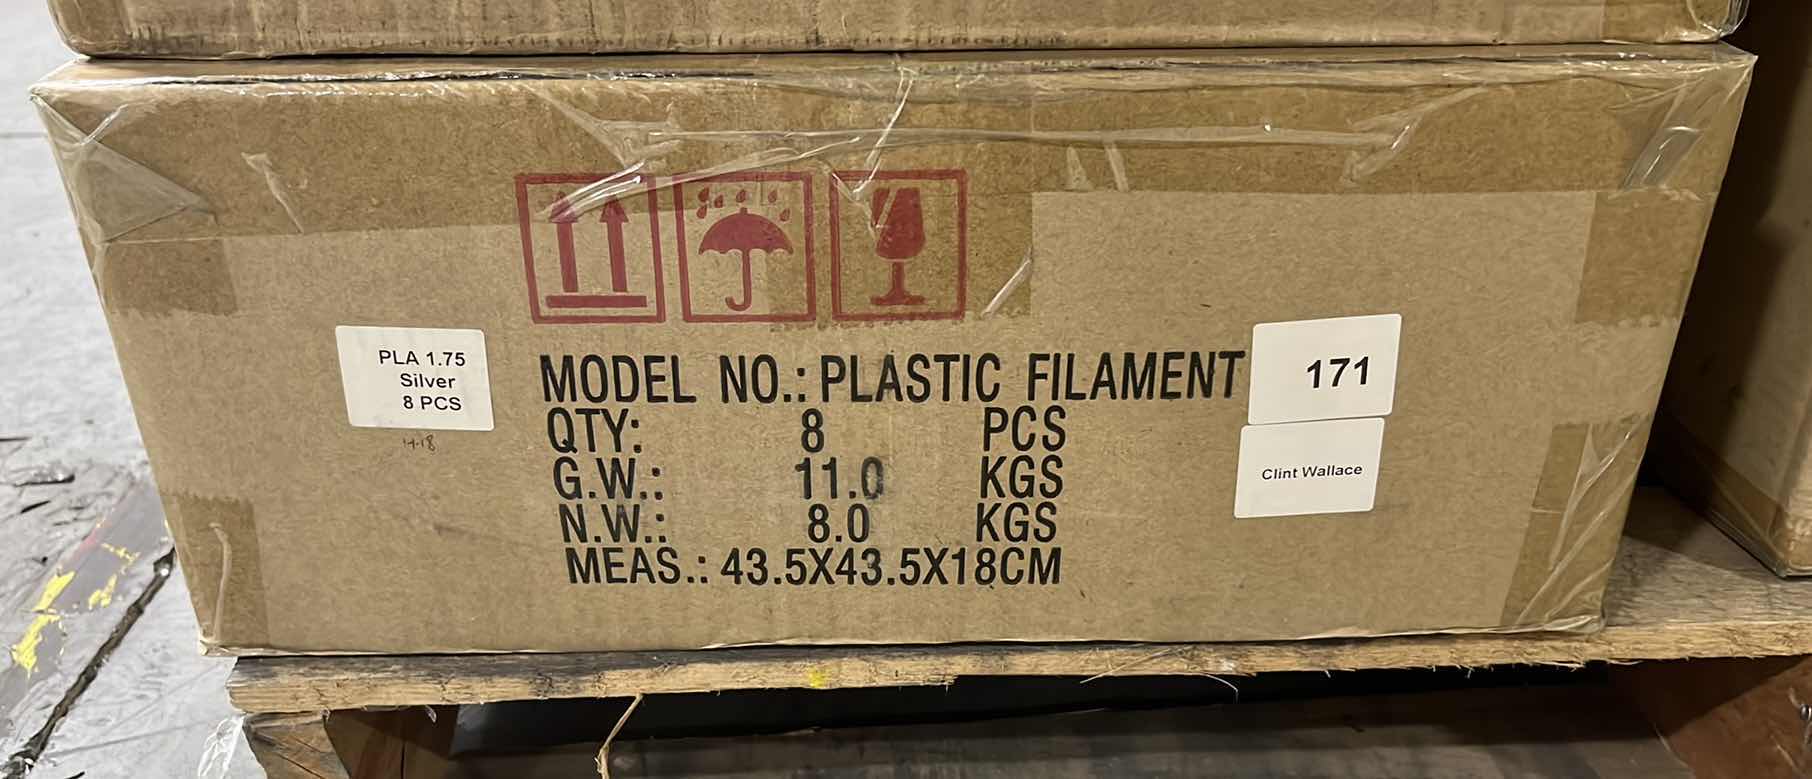 PLA 1.75
Silver
8 PCS
MODEL NO.: PLASTIC FILAMENT
QTY: 8 PCS
G.W.: 11.0 KGS
N.W.: 8.0 KGS
MEAS.: 43.5X43.5X18CM
171
Clint Wallace